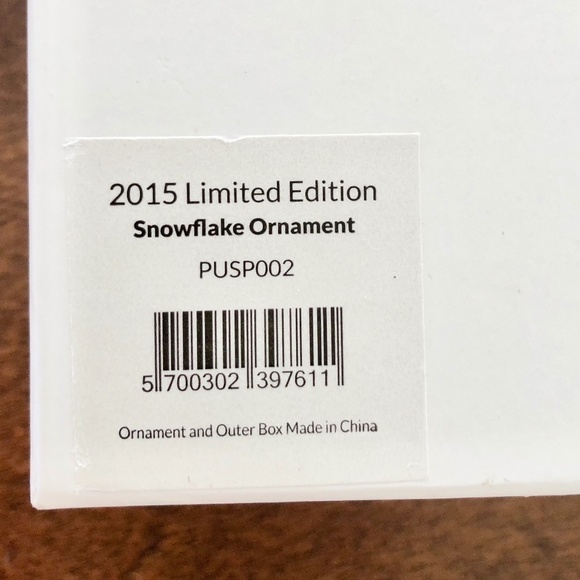 2015 Limited Edition
Snowflake Ornament
PUSP002
5 700302 397611
Ornament and Outer Box Made in China